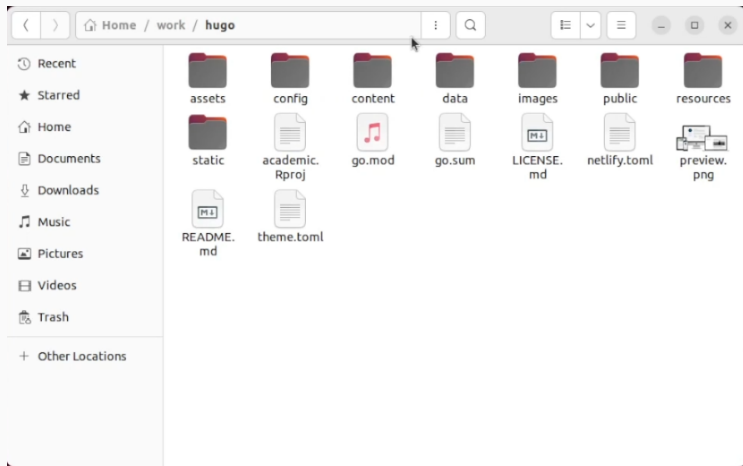 Home / work / hugo
Recent
Starred
Home
Documents
Downloads
Music
Pictures
Videos
Trash
+ Other Locations
assets
config
content
data
images
public
resources
static
academic.
Rproj
go.mod
go.sum
LICENSE.
md
netlify.toml
preview.
png
README.
md
theme.toml